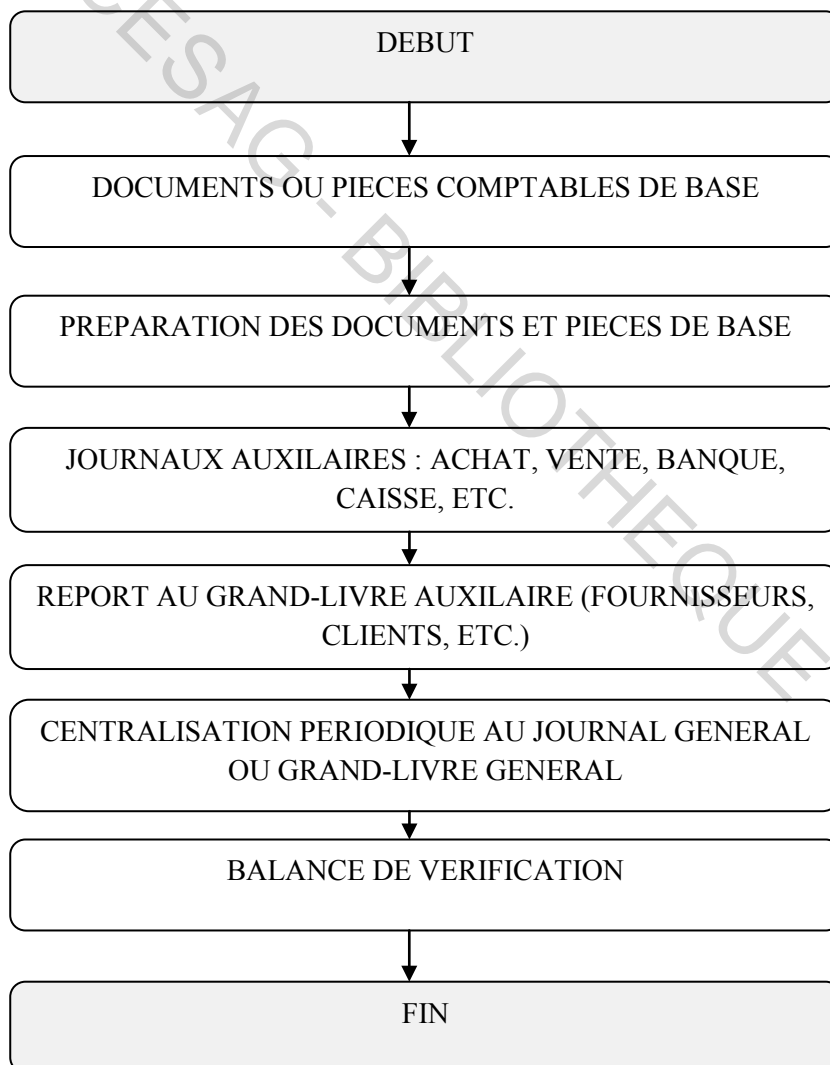 DEBUT
DOCUMENTS OU PIECES COMPTABLES DE BASE
PREPARATION DES DOCUMENTS ET PIECES DE BASE
JOURNAUX AUXILAIRES : ACHAT, VENTE, BANQUE,
CAISSE, ETC.
REPORT AU GRAND-LIVRE AUXILAIRE (FOURNISSEURS,
CLIENTS, ETC.)
CENTRALISATION PERIODIQUE AU JOURNAL GENERAL
OU GRAND-LIVRE GENERAL
BALANCE DE VERIFICATION
FIN
CESAG - BIBLIOTHEQUE